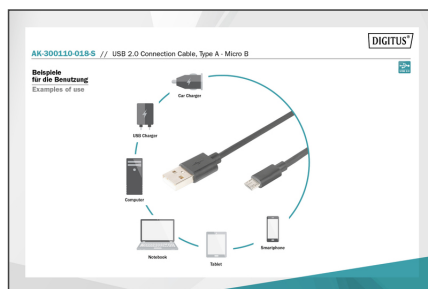 DIGITUS®
AK-300110-018-S // USB 2.0 Connection Cable, Type A - Micro B
Beispiele
für die Benutzung
Examples of use
Car Charger
USB Charger
Computer
Notebook
Tablet
Smartphone